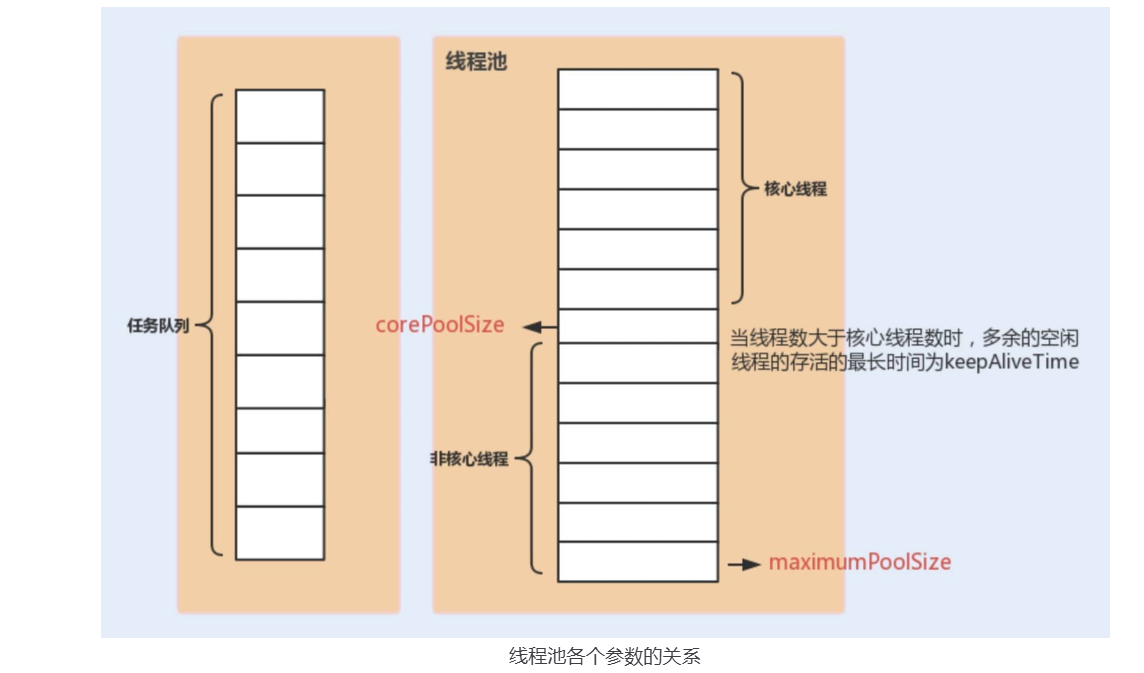 线程池
核心线程
任务队列
corePoolSize
当线程数大于核心线程数时，多余的空闲
线程的存活的最长时间为keepAliveTime
非核心线程
maximumPoolSize
线程池各个参数的关系